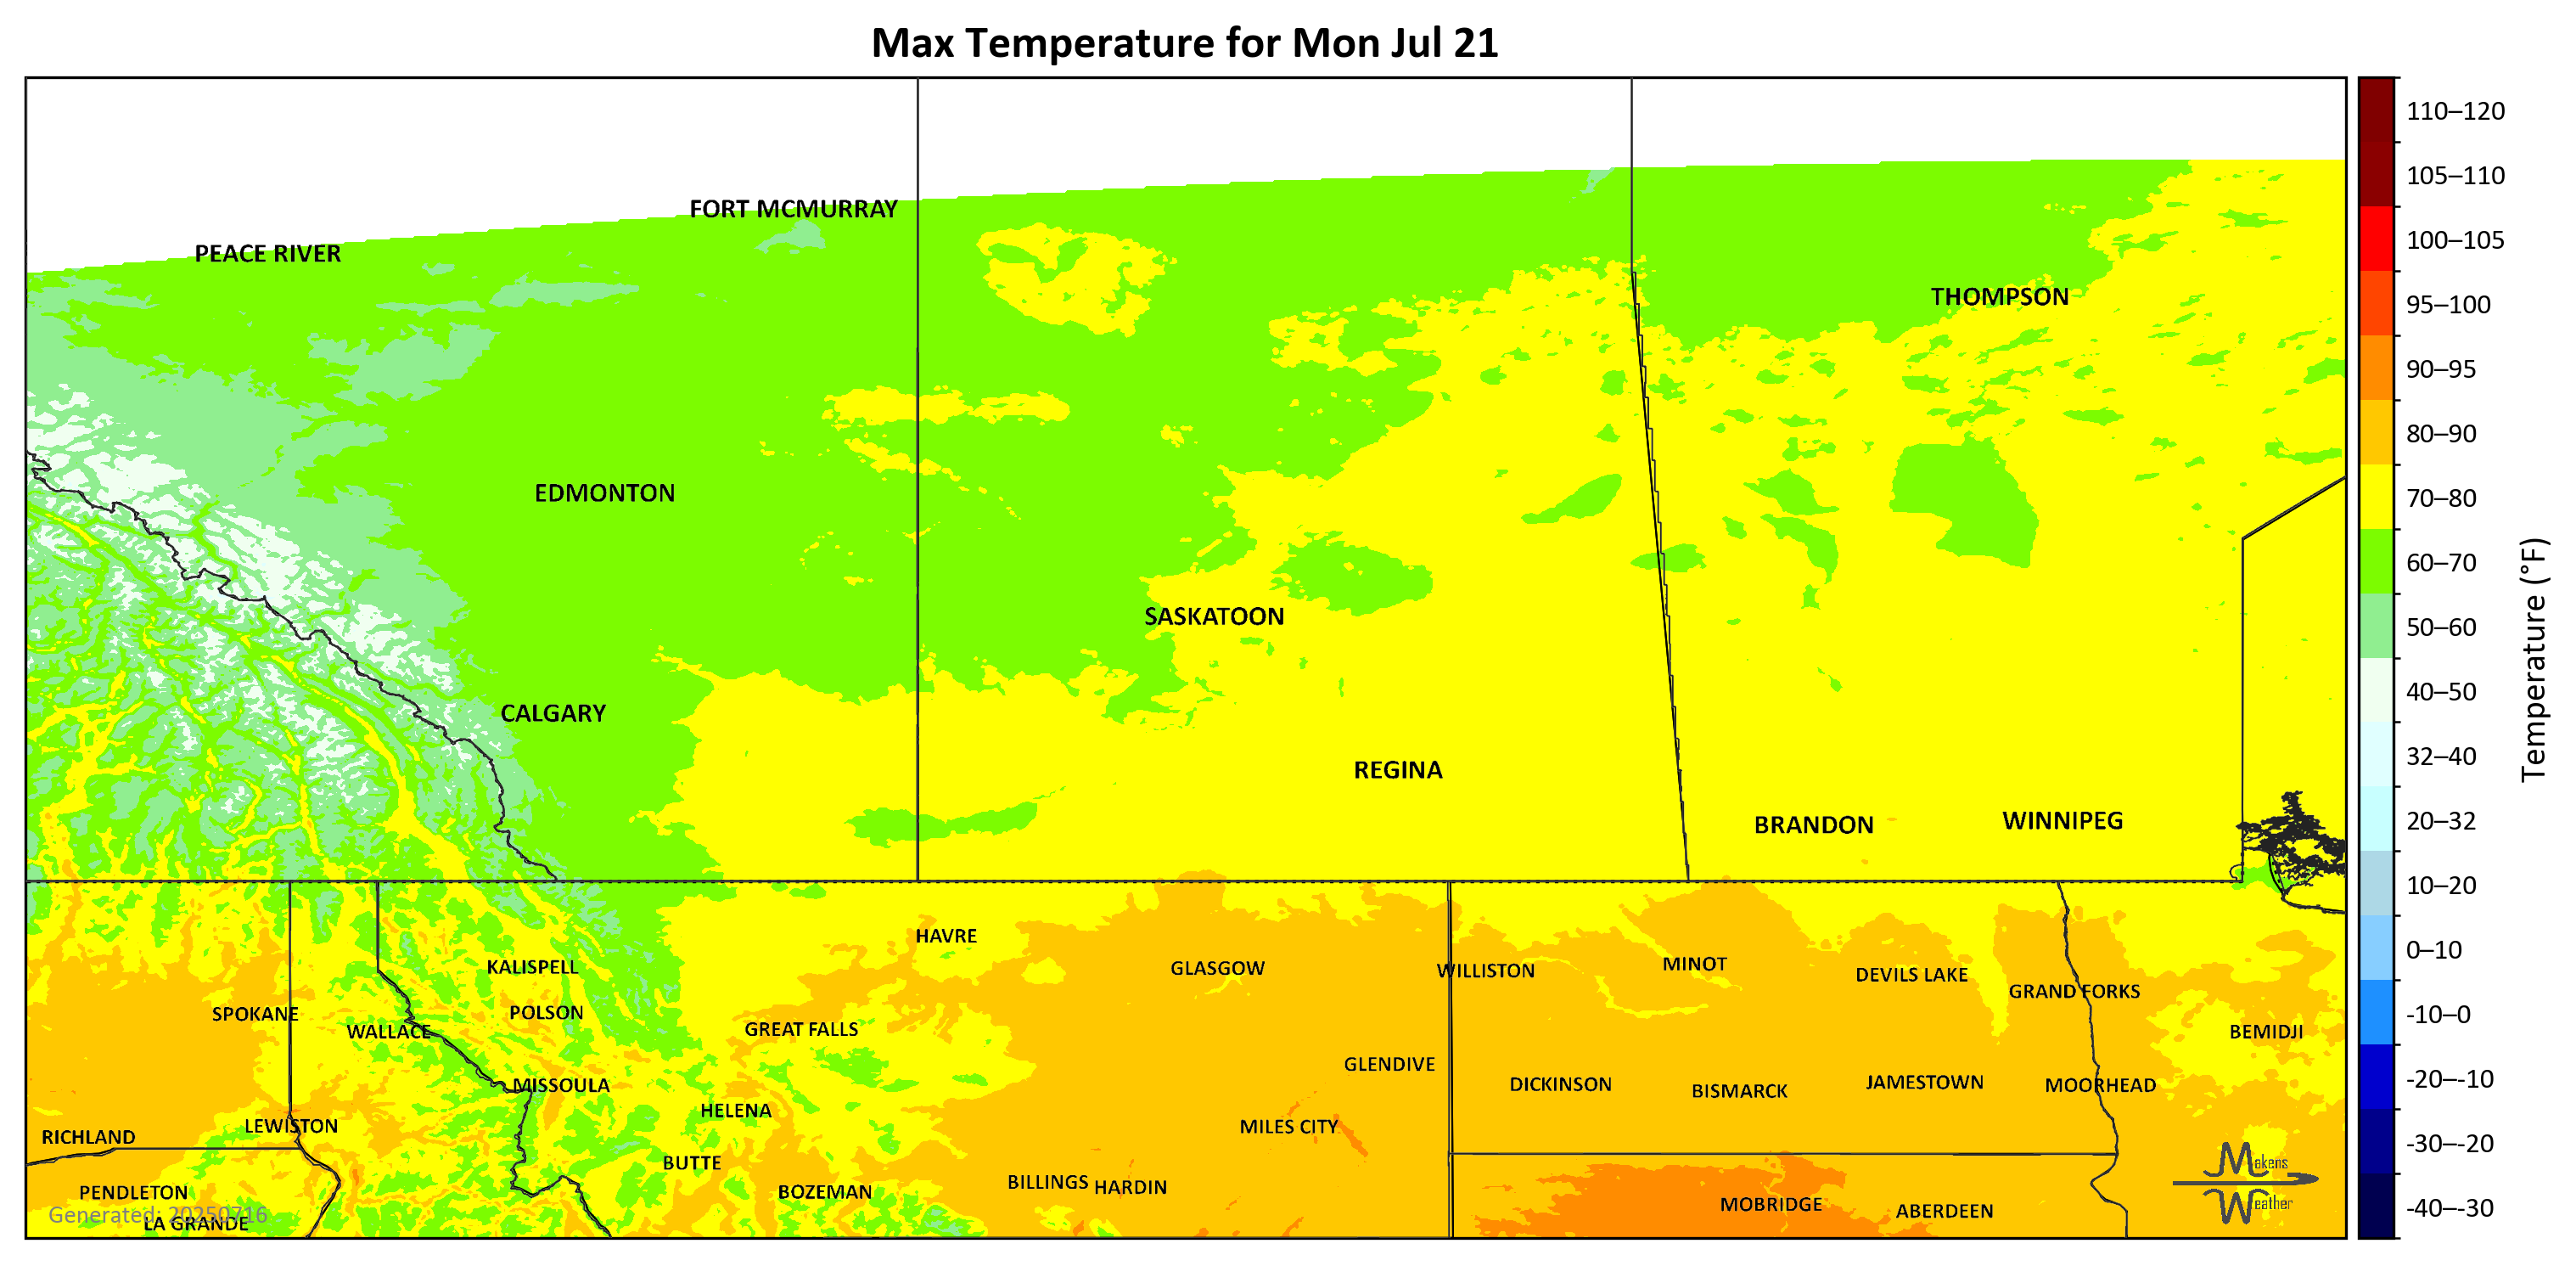 Max Temperature for Mon Jul 21
110–120
105–110
FORT MCMURRAY
100–105
PEACE RIVER
THOMPSON
95–100
90–95
80–90
EDMONTON
70–80
60–70
SASKATOON
50–60
Temperature (°F)
CALGARY
40–50
REGINA
32–40
BRANDON
WINNIPEG
20–32
10–20
HAVRE
0–10
KALISPELL
GLASGOW
WILLISTON
MINOT
DEVILS LAKE
GRAND FORKS
SPOKANE
POLSON
-10–0
WALLACE
GREAT FALLS
BEMIDJI
GLENDIVE
-20–-10
MISSOULA
DICKINSON
BISMARCK
JAMESTOWN
MOORHEAD
HELENA
LEWISTON
MILES CITY
RICHLAND
-30–-20
BUTTE
Makens
PENDLETON
BOZEMAN
BILLINGS
HARDIN
MOBRIDGE
ABERDEEN
Weather
-40–-30
Generated: 20250716
LA GRANDE